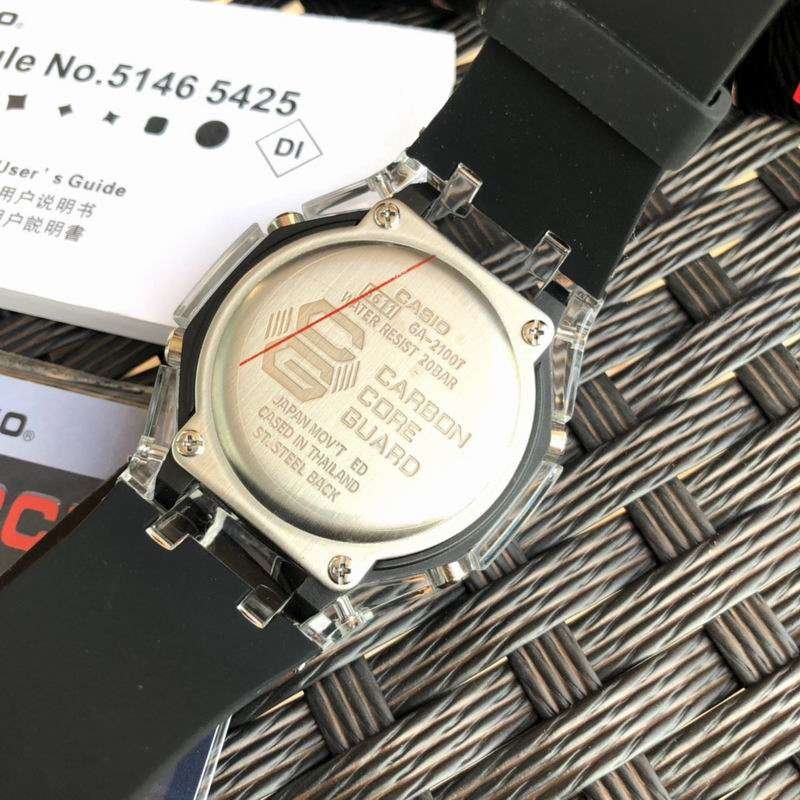 ule No.5146 5425
DI
User's Guide
用户说明书
用戶說明書
CASIO
5611 GA-2100T
WATER RESIST 20BAR
CARBON
CORE
GUARD
JAPAN MOV'T ED
CASED IN THAILAND
ST.STEEL BACK